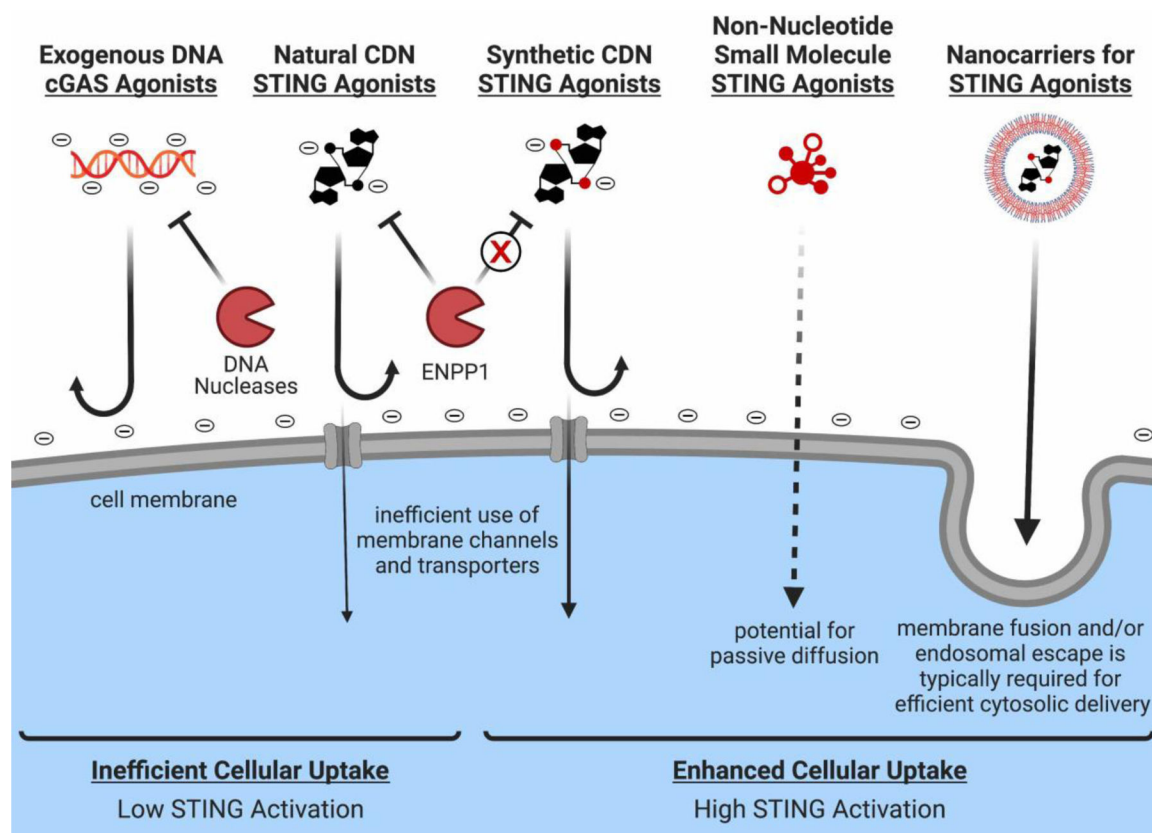 Exogenous DNA
cGAS Agonists
Natural CDN
STING Agonists
Synthetic CDN
STING Agonists
Non-Nucleotide
Small Molecule
STING Agonists
Nanocarriers for
STING Agonists
X
DNA
Nucleases
ENPP1
cell membrane
inefficient use of
membrane channels
and transporters
potential for
passive diffusion
membrane fusion and/or
endosomal escape is
typically required for
efficient cytosolic delivery
Inefficient Cellular Uptake
Low STING Activation
Enhanced Cellular Uptake
High STING Activation